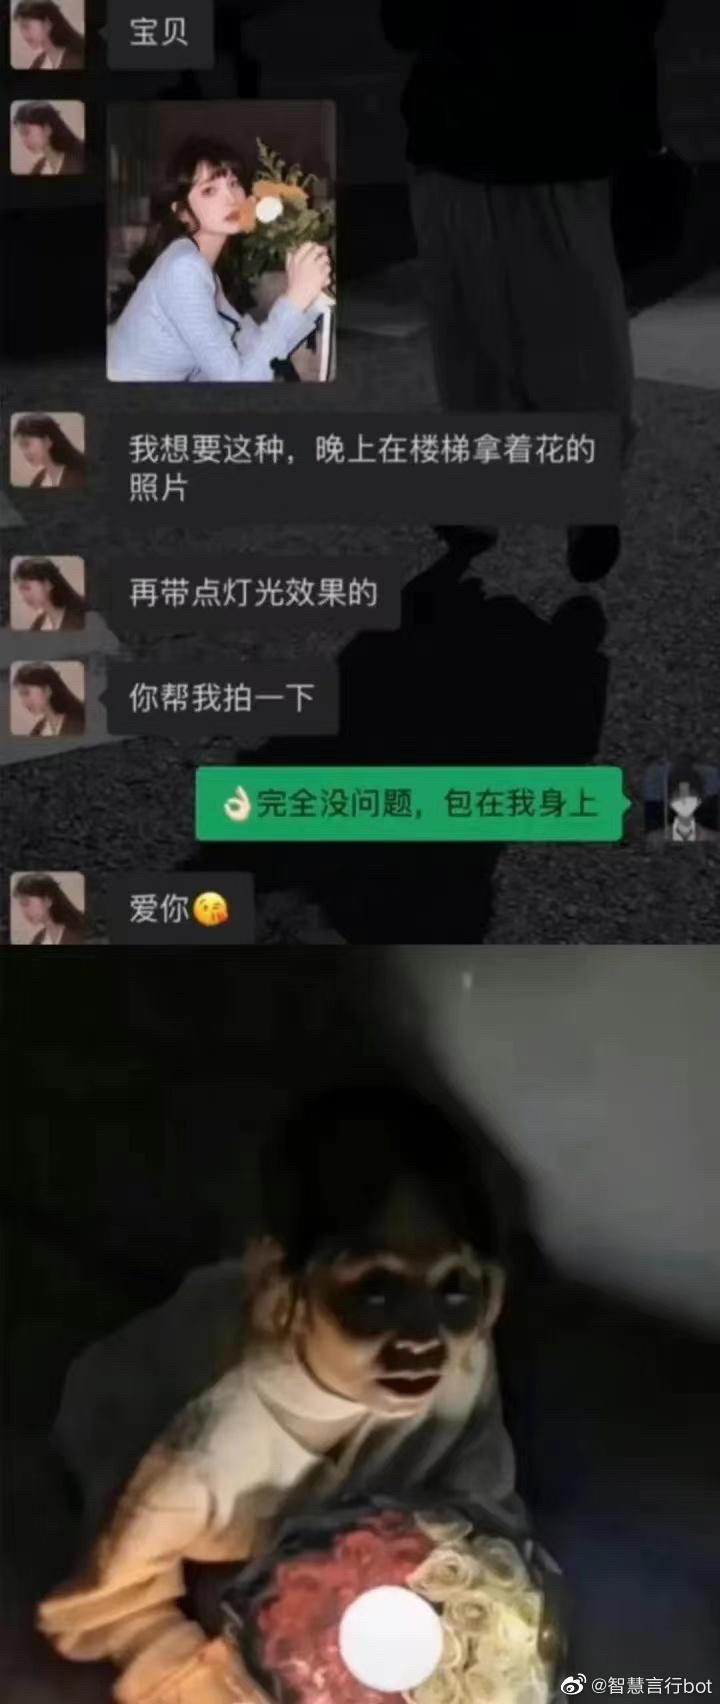 宝贝
我想要这种，晚上在楼梯拿着花的
照片
再带点灯光效果的
你帮我拍一下
👌🏻完全没问题，包在我身上
爱你😘
@智慧言行bot